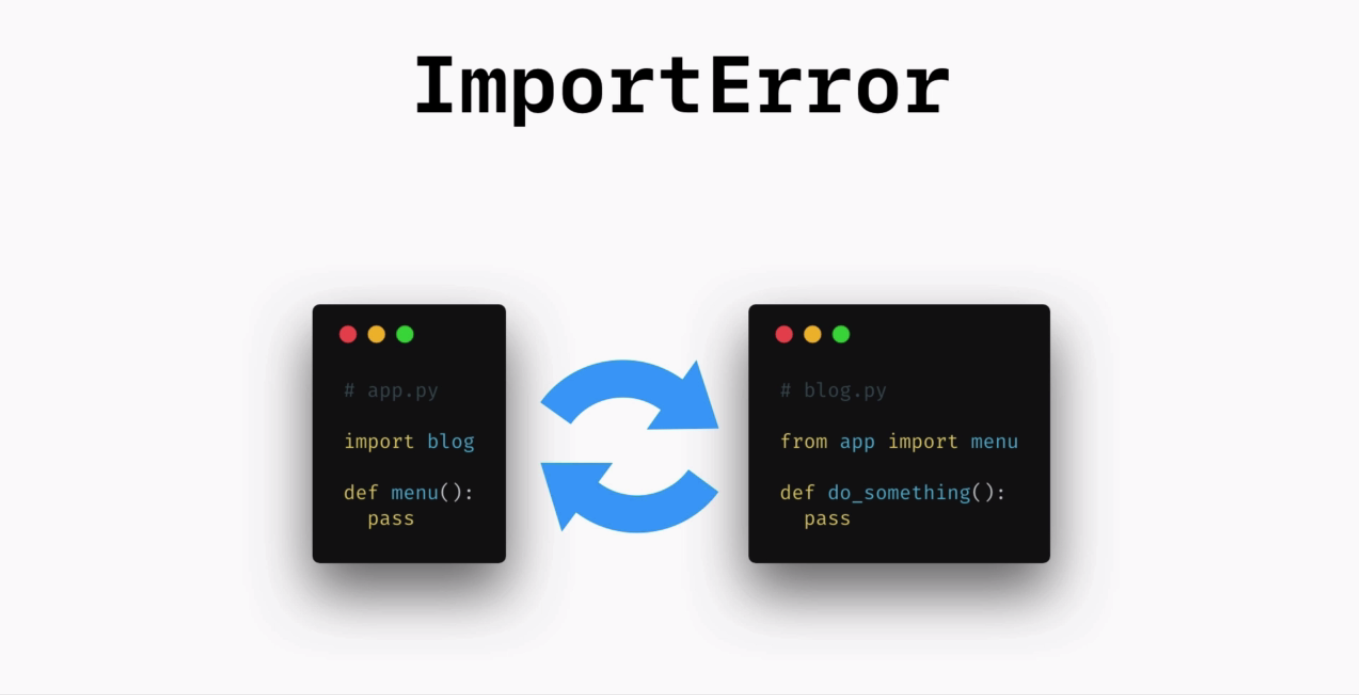 ImportError
# app.py
import blog
def menu():
  pass
# blog.py
from app import menu
def do_something():
  pass